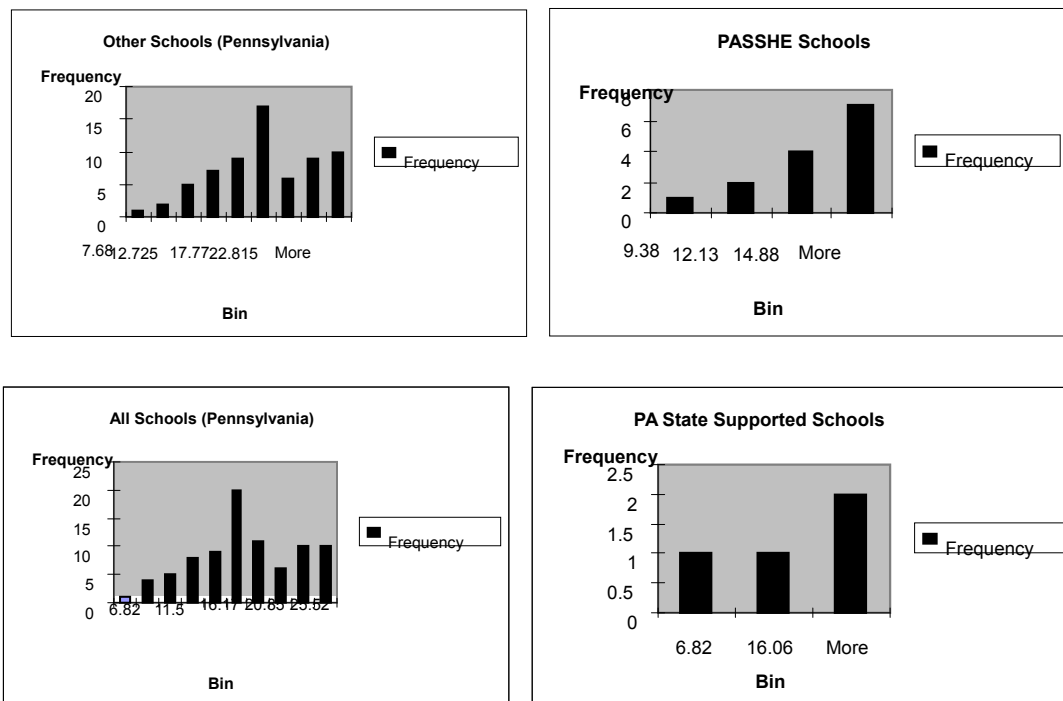 Other Schools (Pennsylvania)
Frequency
20
15
10
5
0
7.68 12.725 17.77 22.815 More
Bin
Frequency
PASSHE Schools
Frequency
8
6
4
2
0
9.38 12.13 14.88 More
Bin
Frequency
All Schools (Pennsylvania)
Frequency
25
20
15
10
5
0
6.82 11.5 16.17 20.85 25.52
Bin
Frequency
PA State Supported Schools
Frequency
2.5
2
1.5
1
0.5
0
6.82 16.06 More
Bin
Frequency